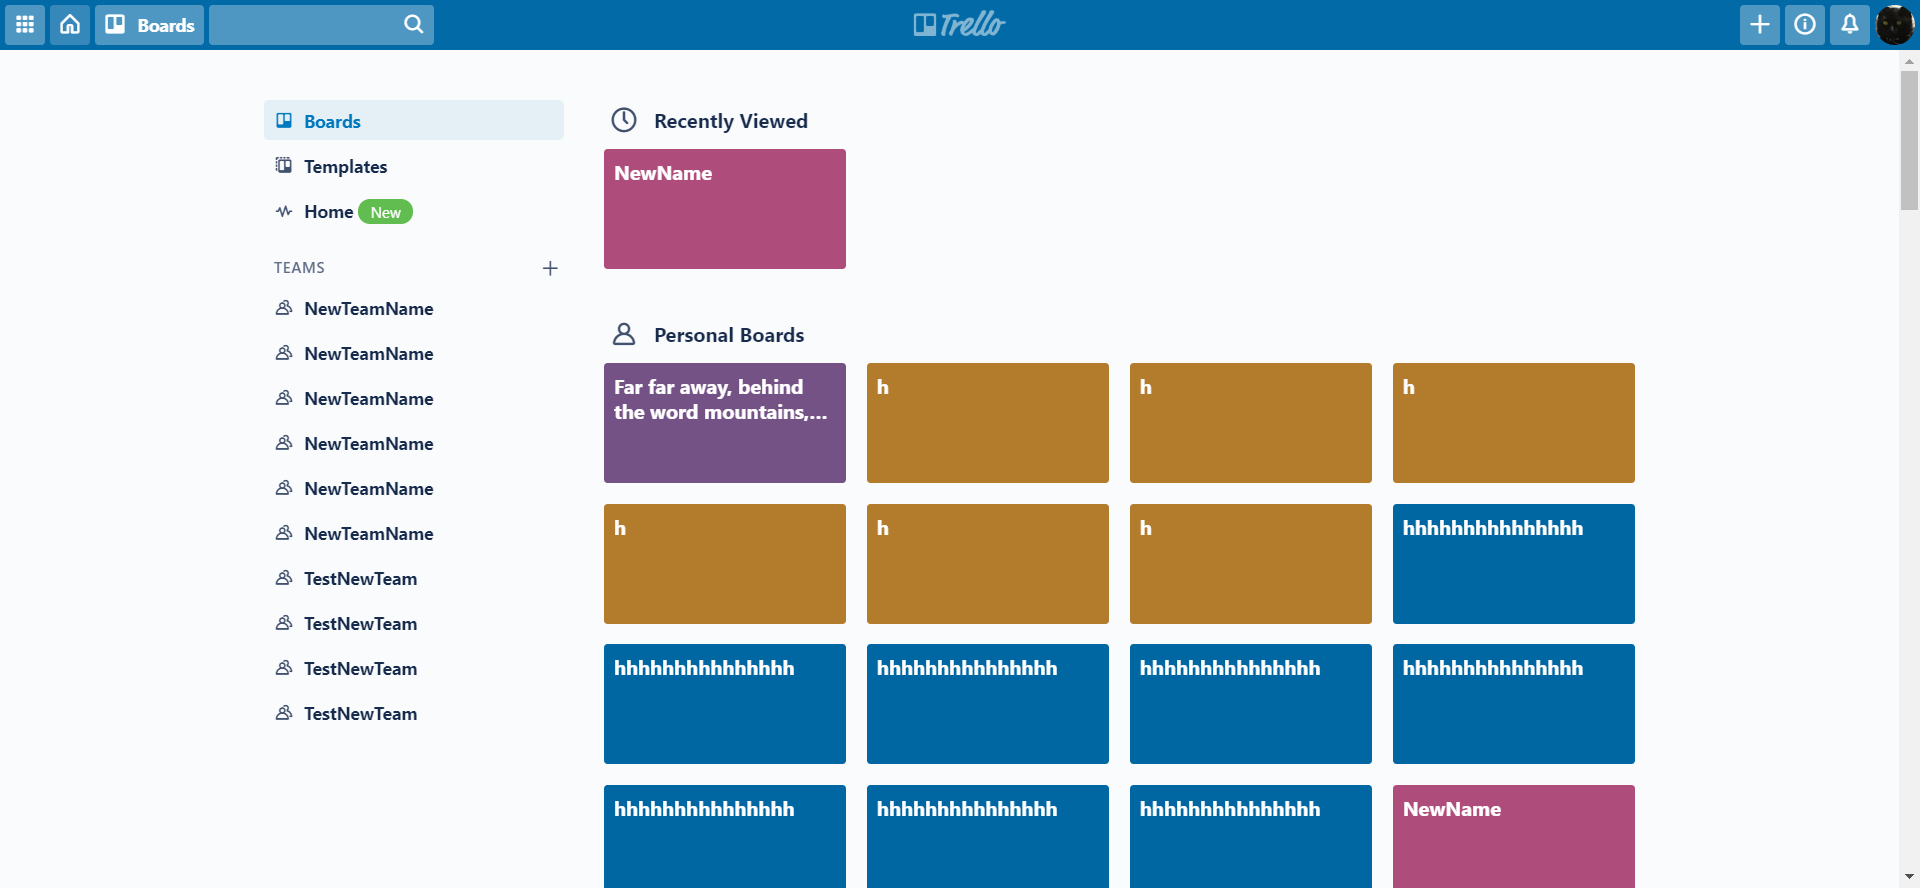 Boards
Trello
Boards
Templates
Home New
TEAMS
NewTeamName
NewTeamName
NewTeamName
NewTeamName
NewTeamName
NewTeamName
TestNewTeam
TestNewTeam
TestNewTeam
TestNewTeam
Recently Viewed
NewName
Personal Boards
Far far away, behind
the word mountains,...
h
h
h
h
h
h
hhhhhhhhhhhhhhh
hhhhhhhhhhhhhhh
hhhhhhhhhhhhhhh
hhhhhhhhhhhhhhh
hhhhhhhhhhhhhhh
hhhhhhhhhhhhhhh
hhhhhhhhhhhhhhh
hhhhhhhhhhhhhhh
NewName